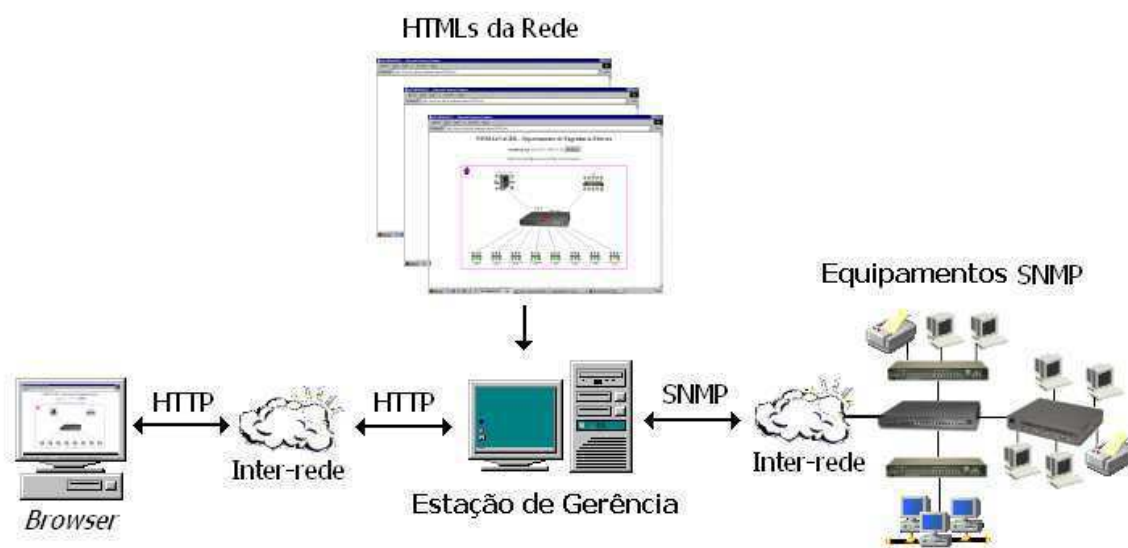 HTMLs da Rede
Equipamentos SNMP
HTTP
HTTP
SNMP
Inter-rede
Inter-rede
Estação de Gerência
Browser